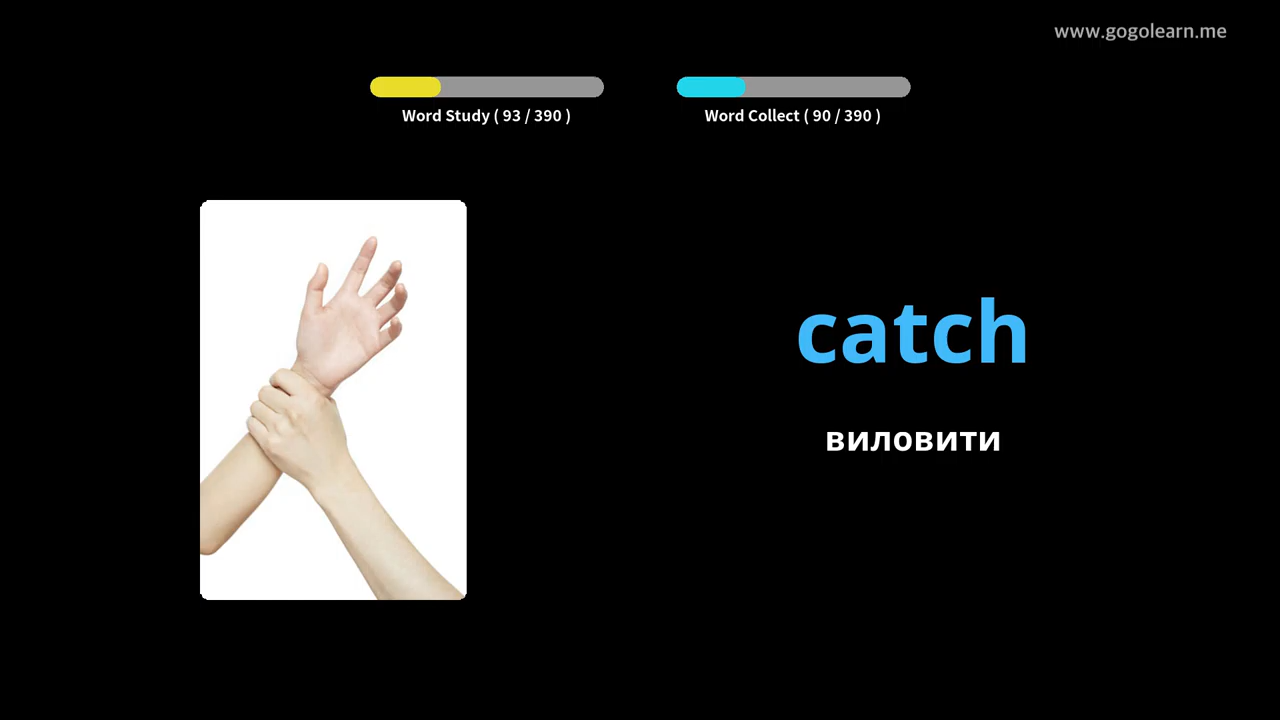 www.gogolearn.me
Word Study ( 93 / 390 )
Word Collect ( 90 / 390 )
catch
виловити